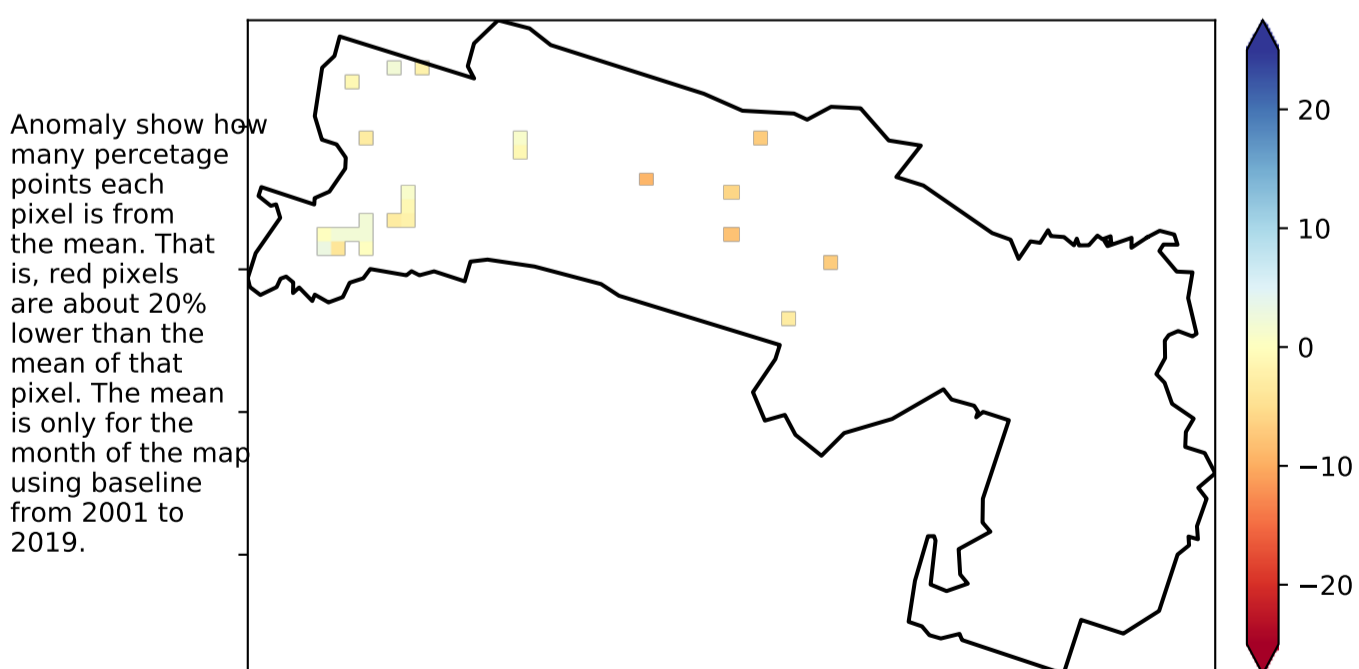 Anomaly show how
many percetage
points each
pixel is from
the mean. That
is, red pixels
are about 20%
lower than the
mean of that
pixel. The mean
is only for the
month of the map
using baseline
from 2001 to
2019.
20
10
0
−10
−20